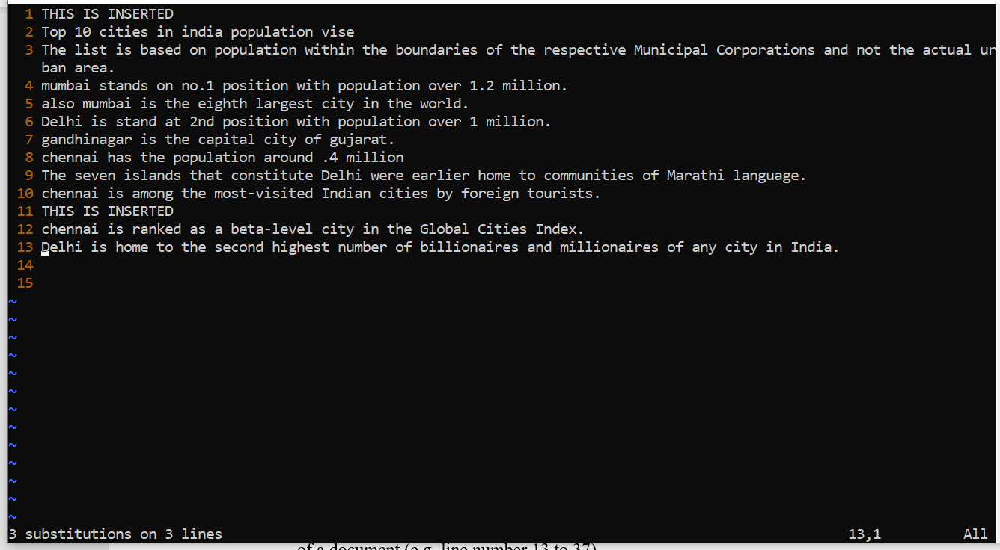 1 THIS IS INSERTED
2 Top 10 cities in india population vise
3 The list is based on population within the boundaries of the respective Municipal Corporations and not the actual ur
ban area.
4 mumbai stands on no.1 position with population over 1.2 million.
5 also mumbai is the eighth largest city in the world.
6 Delhi is stand at 2nd position with population over 1 million.
7 gandhinagar is the capital city of gujarat.
8 chennai has the population around .4 million
9 The seven islands that constitute Delhi were earlier home to communities of Marathi language.
10 chennai is among the most-visited Indian cities by foreign tourists.
11 THIS IS INSERTED
12 chennai is ranked as a beta-level city in the Global Cities Index.
13 Delhi is home to the second highest number of billionaires and millionaires of any city in India.
14
15
~
~
~
~
~
~
~
~
~
~
~
~
~
3 substitutions on 3 lines 13,1 All
of a document (e.g. line number 13 to 37)